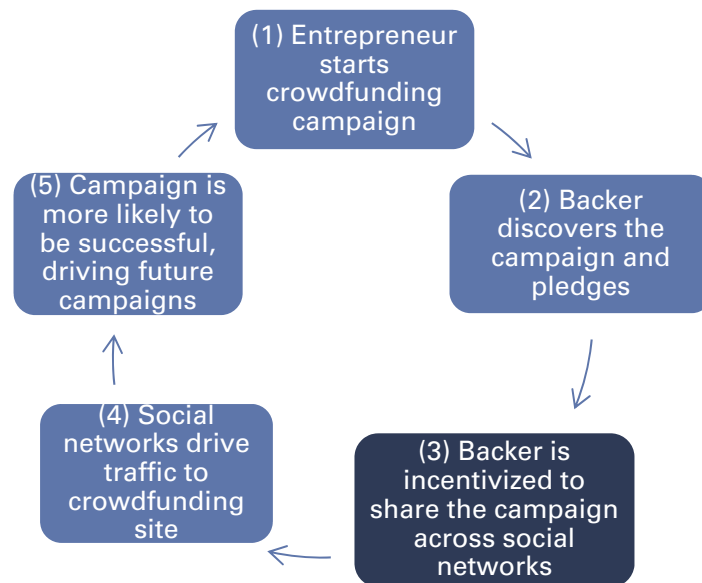 (1) Entrepreneur
starts
crowdfunding
campaign
(2) Backer
discovers the
campaign and
pledges
(3) Backer is
incentivized to
share the campaign
across social
networks
(4) Social
networks drive
traffic to
crowdfunding
site
(5) Campaign is
more likely to
be successful,
driving future
campaigns